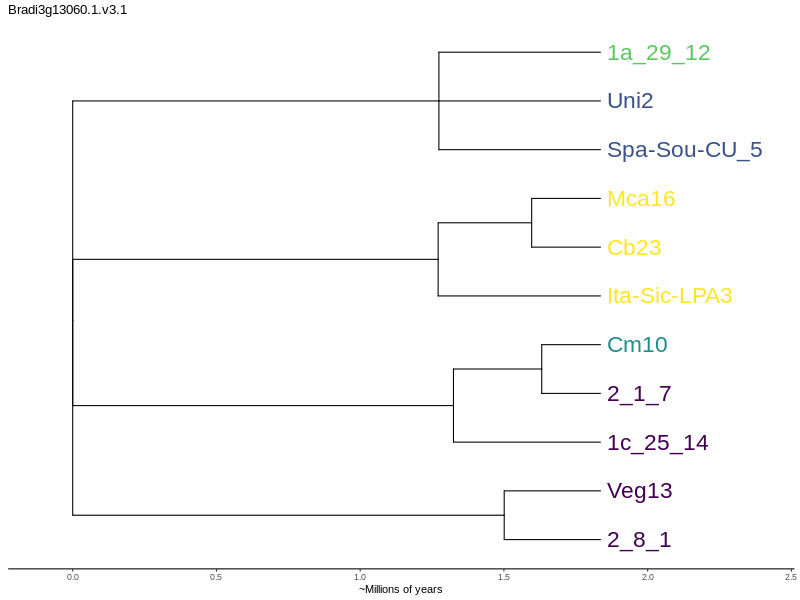 Bradi3g13060.1.v3.1
1a_29_12
Uni2
Spa-Sou-CU_5
Mca16
Cb23
Ita-Sic-LPA3
Cm10
2_1_7
1c_25_14
Veg13
2_8_1
0.0 0.5 1.0 1.5 2.0 2.5
~Millions of years